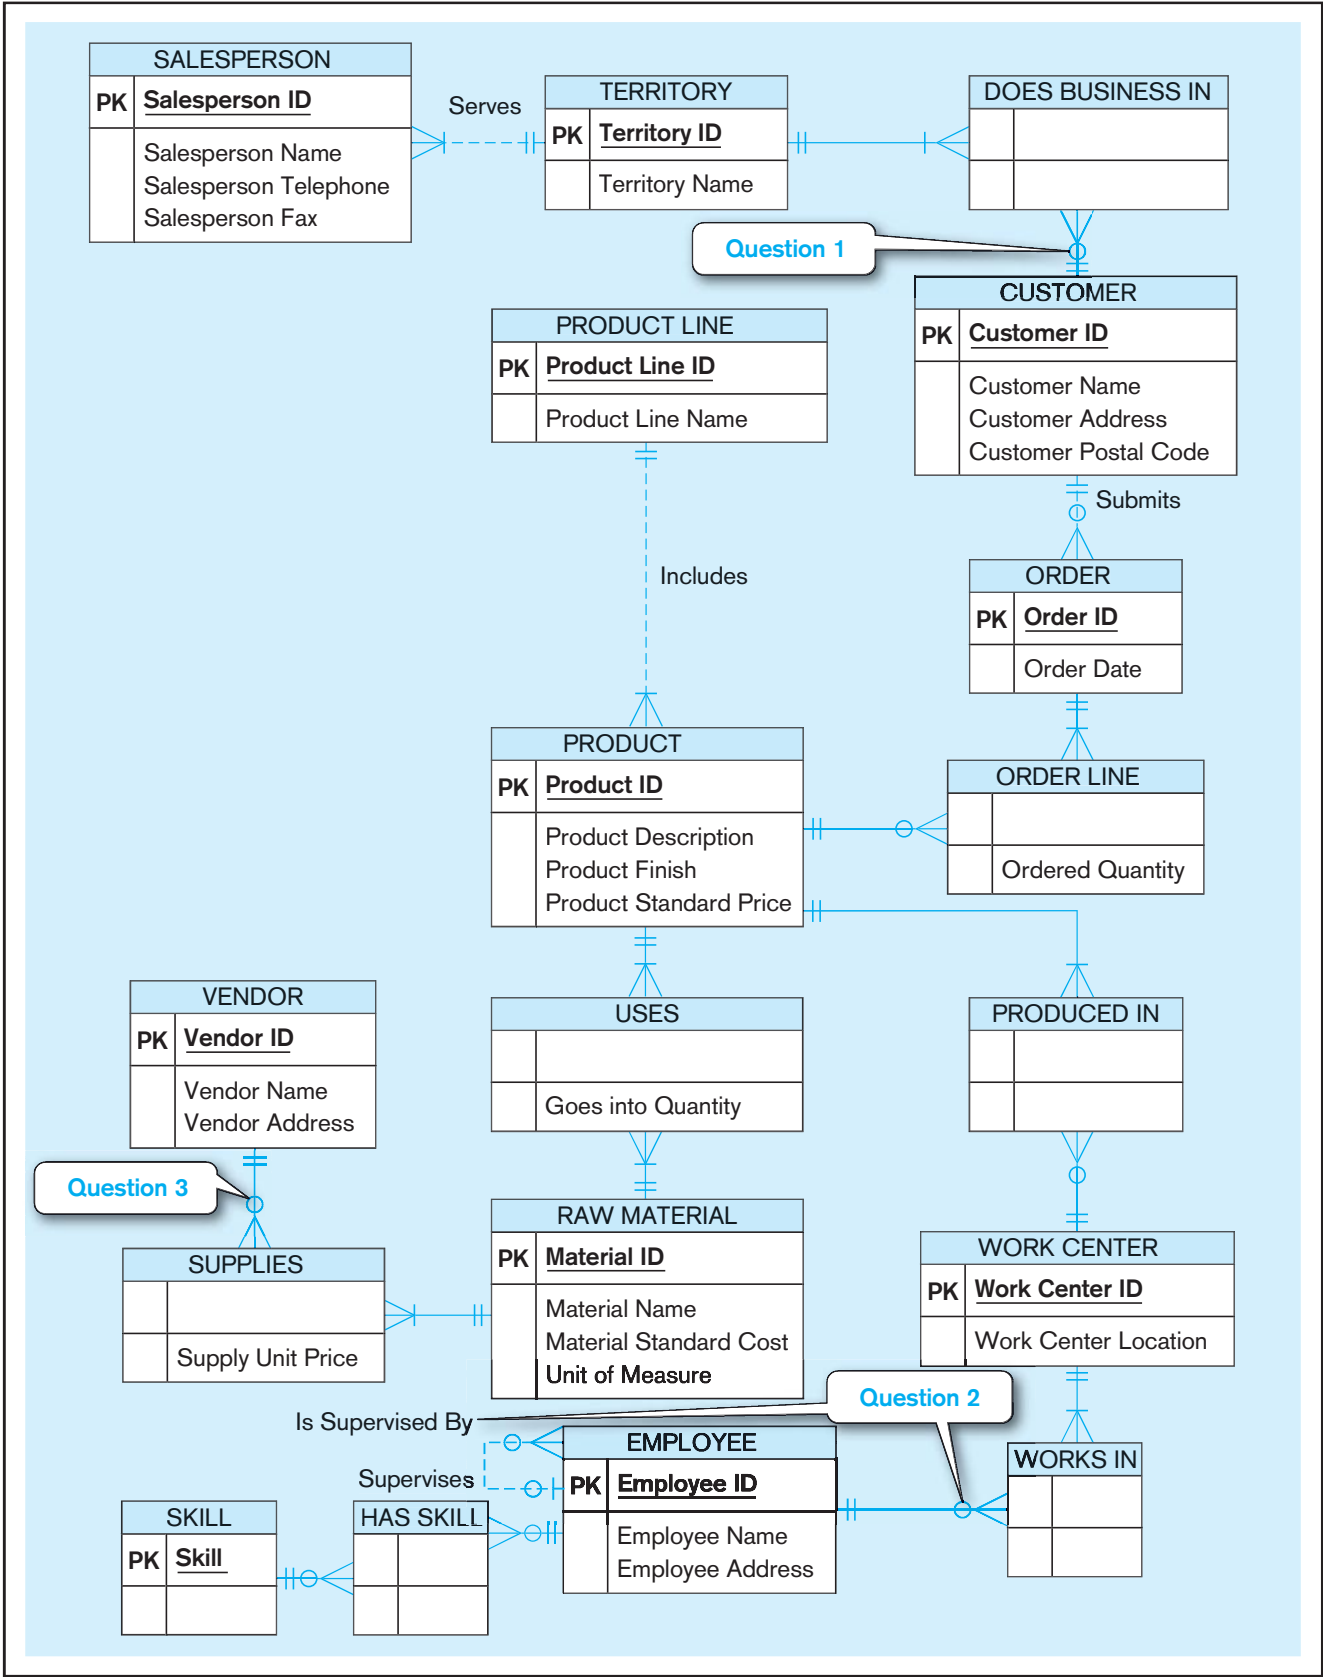 SALESPERSON
PK Salesperson ID
Salesperson Name
Salesperson Telephone
Salesperson Fax
Serves
TERRITORY
PK Territory ID
Territory Name
DOES BUSINESS IN
Question 1
CUSTOMER
PK Customer ID
Customer Name
Customer Address
Customer Postal Code
PRODUCT LINE
PK Product Line ID
Product Line Name
Submits
Includes
ORDER
PK Order ID
Order Date
PRODUCT
PK Product ID
Product Description
Product Finish
Product Standard Price
ORDER LINE
Ordered Quantity
VENDOR
PK Vendor ID
Vendor Name
Vendor Address
USES
Goes into Quantity
PRODUCED IN
Question 3
RAW MATERIAL
PK Material ID
Material Name
Material Standard Cost
Unit of Measure
WORK CENTER
PK Work Center ID
Work Center Location
SUPPLIES
Supply Unit Price
Question 2
Is Supervised By
Supervises
EMPLOYEE
PK Employee ID
Employee Name
Employee Address
WORKS IN
SKILL
PK Skill
HAS SKILL